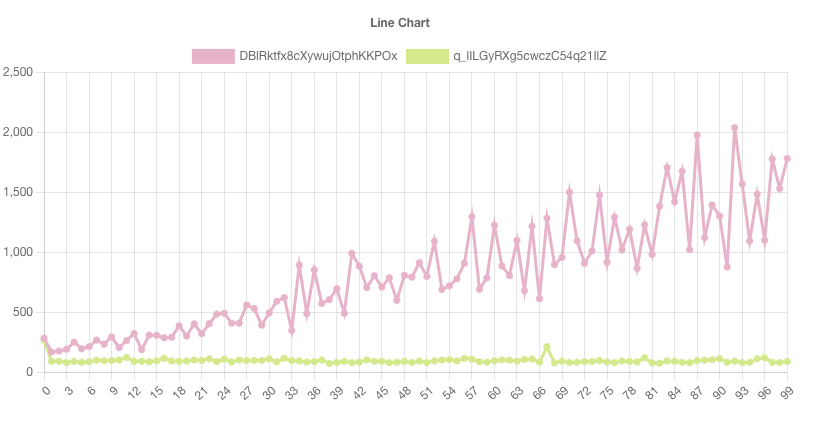 Line Chart
DBlRktfx8cXywujOtphKKPOx q_IILGyRXg5cwczC54q21IlZ
2,500
2,000
1,500
1,000
500
0
0 3 6 9 12 15 18 21 24 27 30 33 36 39 42 45 48 51 54 57 60 63 66 69 72 75 78 81 84 87 90 93 96 99